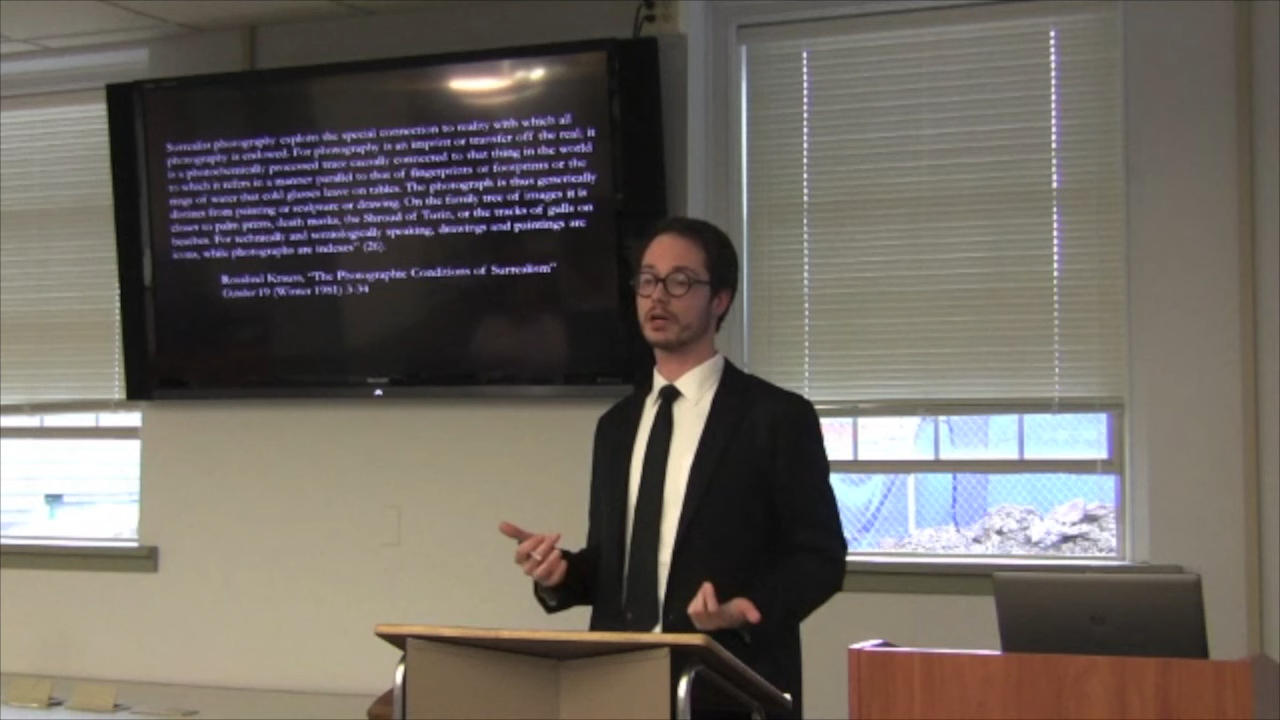 Surrealist photography exploits the special connection to reality with which all
photography is endowed. For photography is an imprint or transfer off the real; it
is a photochemically processed trace causally connected to that thing in the world
to which it refers in a manner parallel to that of fingerprints or footprints or the
rings of water that cold glasses leave on tables. The photograph is thus generically
distinct from painting or sculpture or drawing. On the family tree of images it is
closer to palm prints, death masks, the Shroud of Turin, or the tracks of gulls on
beaches. For technically and semiologically speaking, drawings and paintings are
icons, while photographs are indexes" (26).
Rosalind Krauss, "The Photographic Conditions of Surrealism"
October 19 (Winter 1981) 3-34